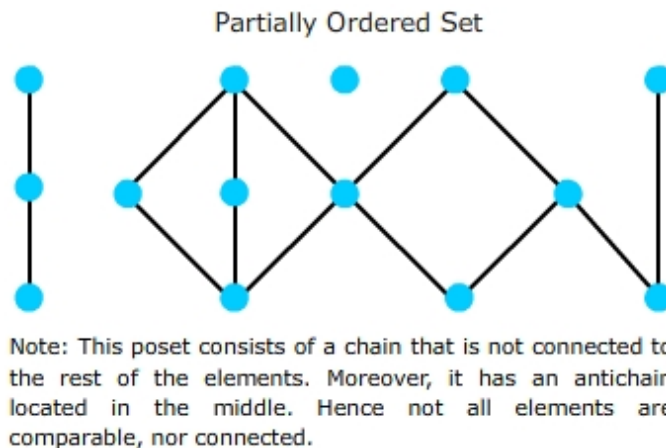 Partially Ordered Set
Note: This poset consists of a chain that is not connected to
the rest of the elements. Moreover, it has an antichain
located in the middle. Hence not all elements are
comparable, nor connected.